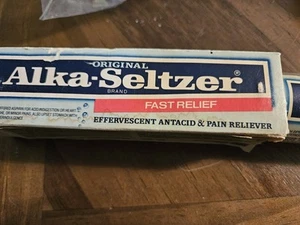 ORIGINAL
Alka-Seltzer®
BRAND
FAST RELIEF
EFFERVESCENT ANTACID & PAIN RELIEVER